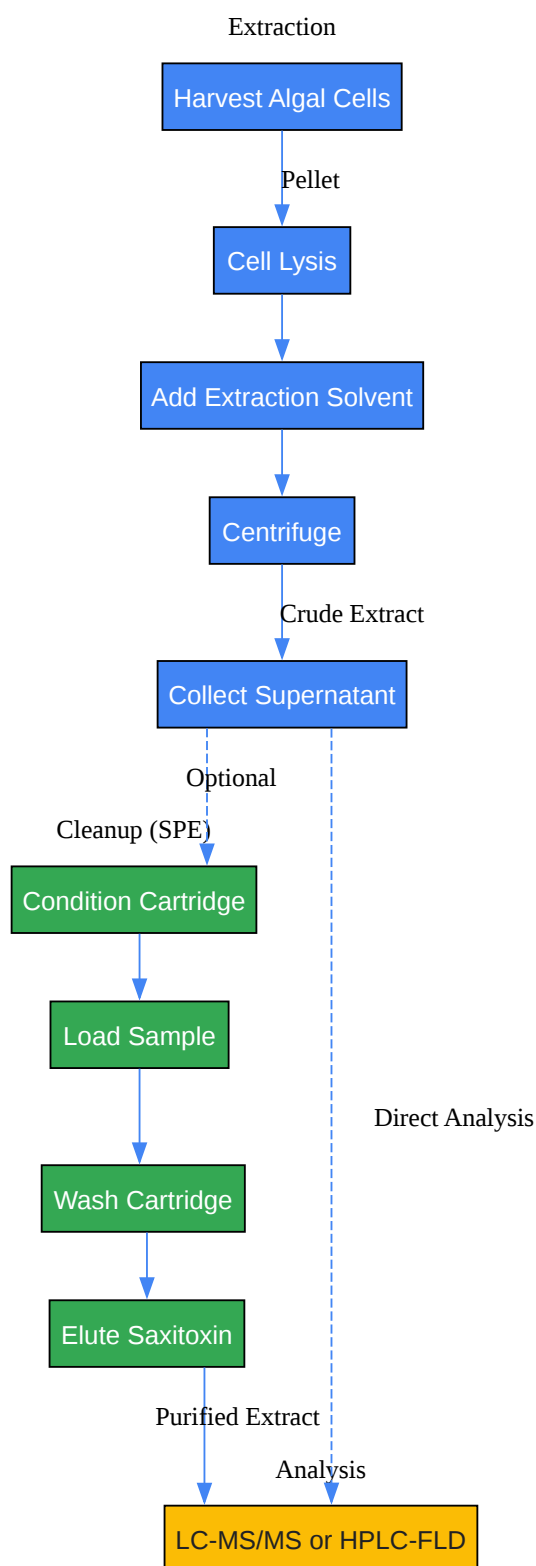 Extraction
Harvest Algal Cells
Pellet
Cell Lysis
Add Extraction Solvent
Centrifuge
Crude Extract
Collect Supernatant
Optional
Cleanup (SPE)
Condition Cartridge
Load Sample
Direct Analysis
Wash Cartridge
Elute Saxitoxin
Purified Extract
Analysis
LC-MS/MS or HPLC-FLD